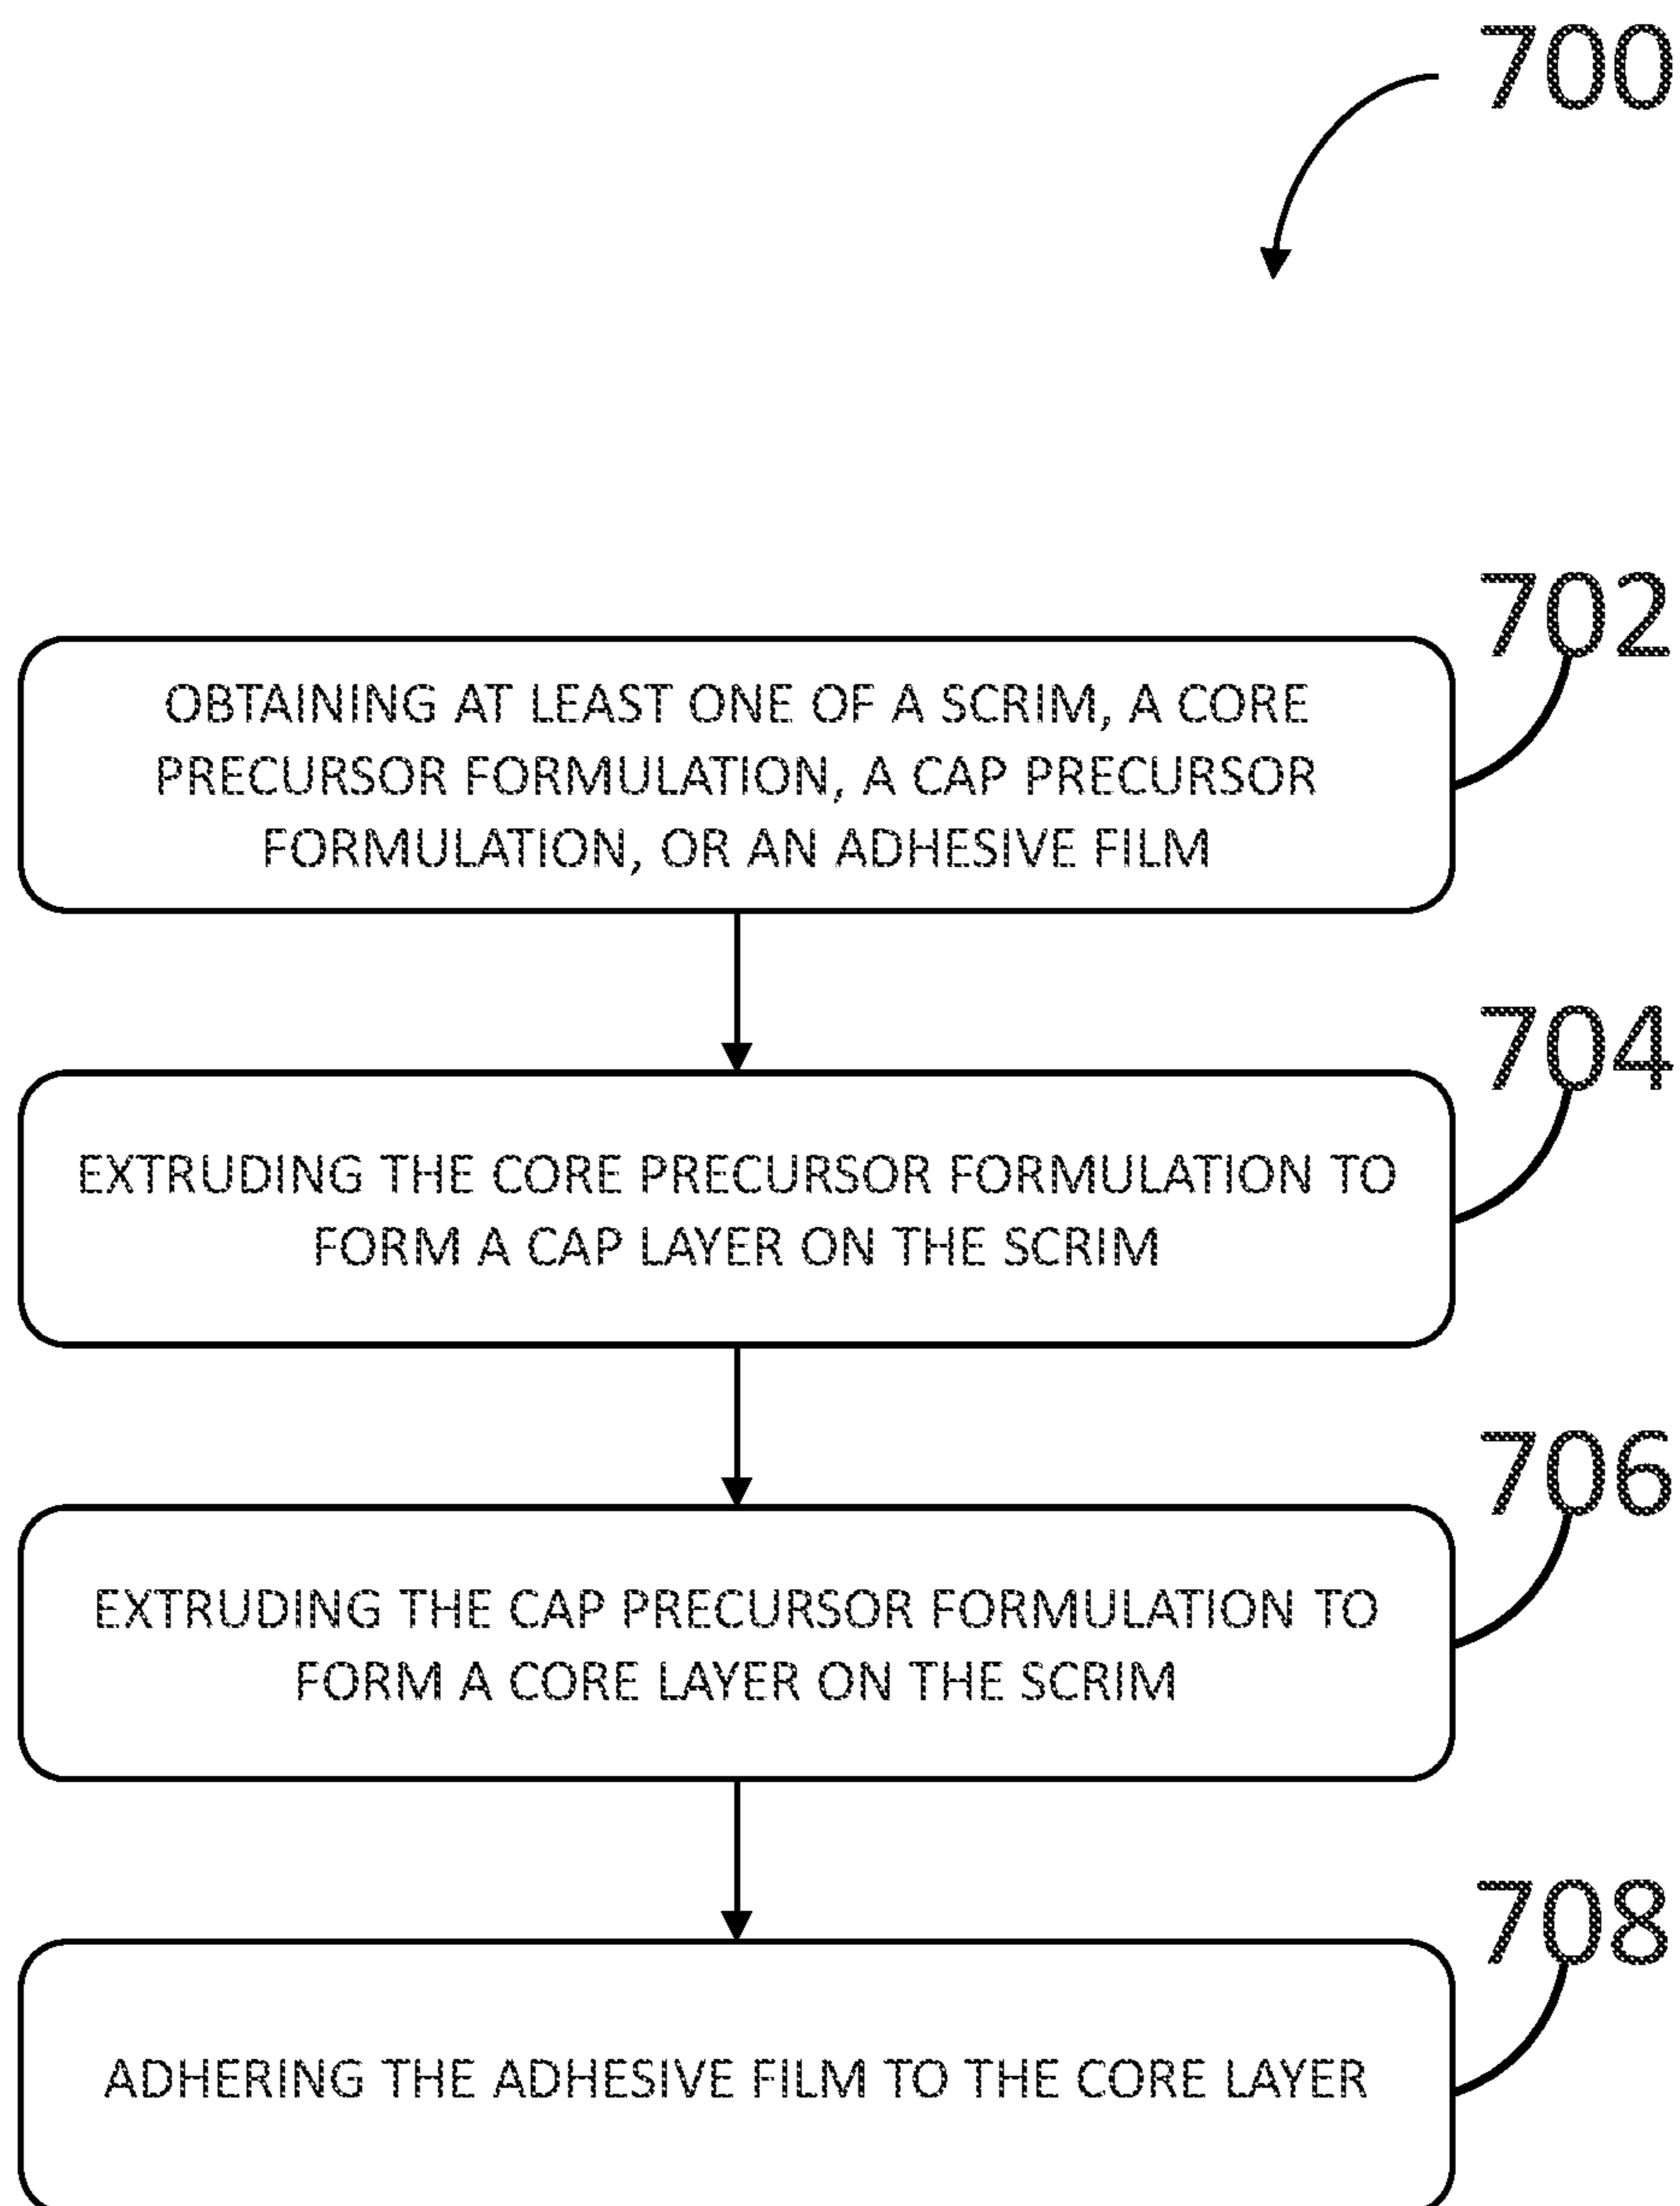 700
702
OBTAINING AT LEAST ONE OF A SCRIM, A CORE
PRECURSOR FORMULATION, A CAP PRECURSOR
FORMULATION, OR AN ADHESIVE FILM
704
EXTRUDING THE CORE PRECURSOR FORMULATION TO
FORM A CAP LAYER ON THE SCRIM
706
EXTRUDING THE CAP PRECURSOR FORMULATION TO
FORM A CORE LAYER ON THE SCRIM
708
ADHERING THE ADHESIVE FILM TO THE CORE LAYER